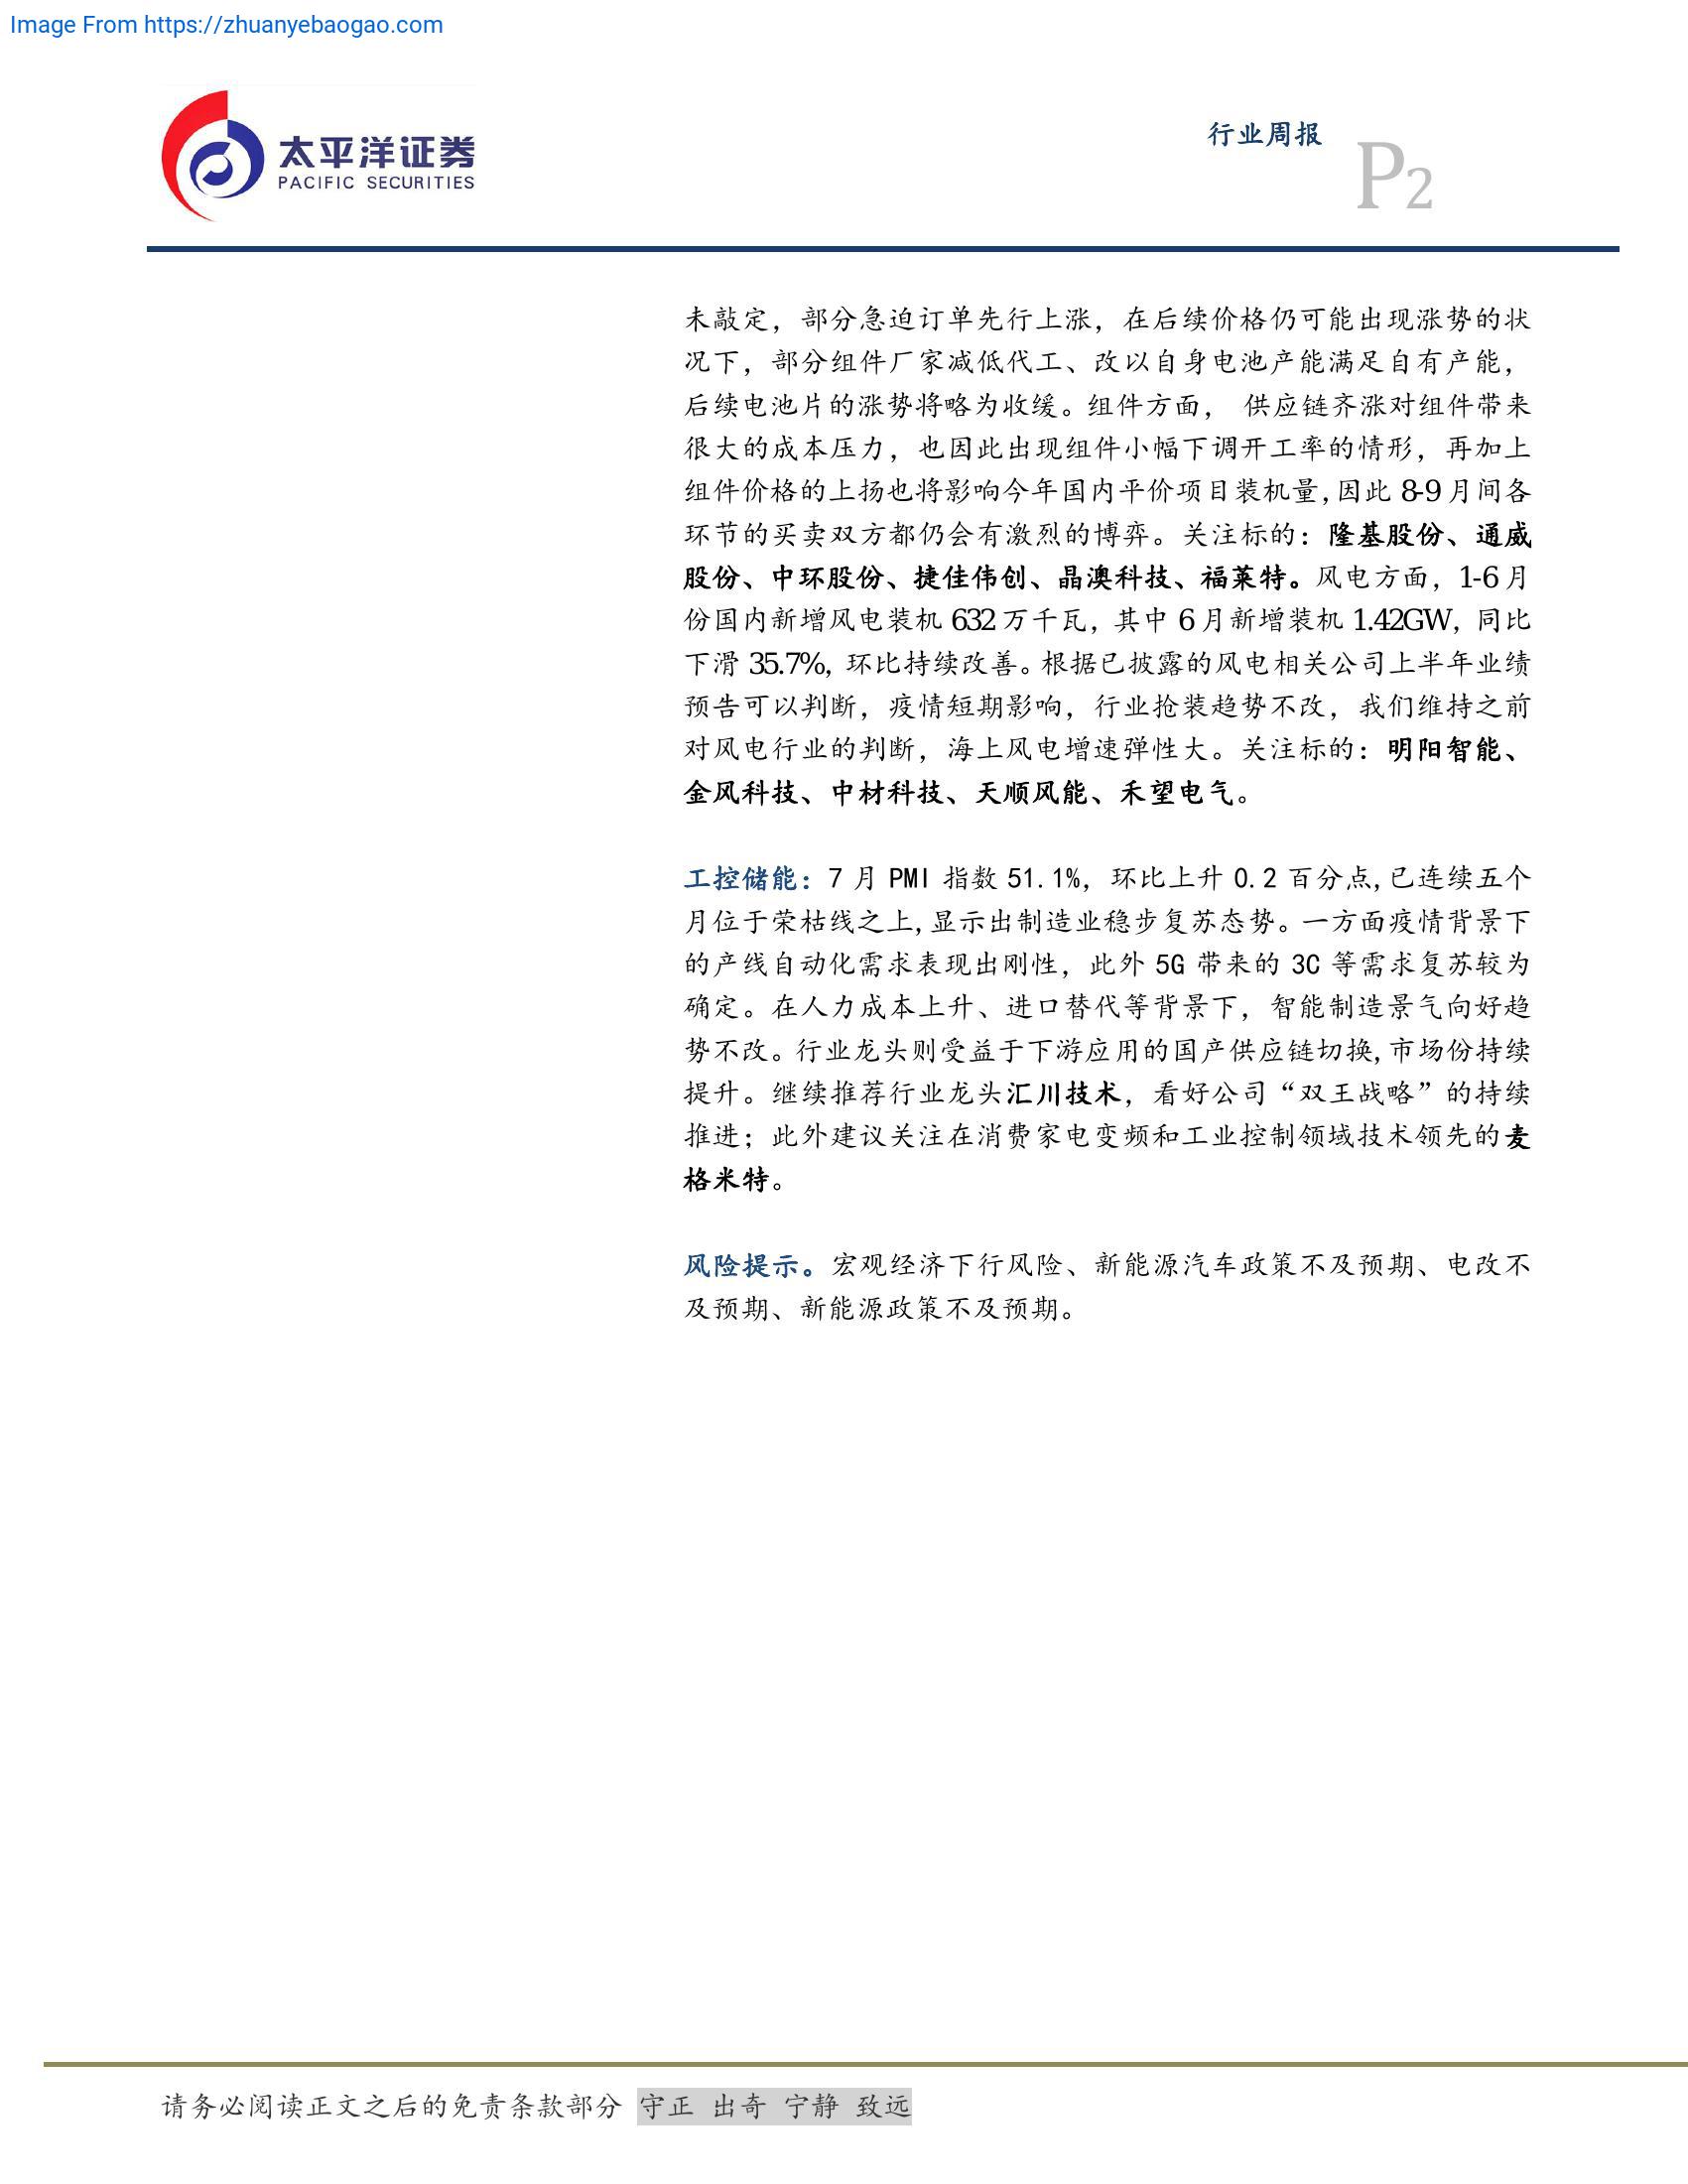 Image From https://zhuanyebaogao.com
太平洋证券
PACIFIC SECURITIES
行业周报
P2
未敲定，部分急迫订单先行上涨，在后续价格仍可能出现涨势的状
况下，部分组件厂家减低代工、改以自身电池产能满足自有产能，
后续电池片的涨势将略为收缓。组件方面， 供应链齐涨对组件带来
很大的成本压力，也因此出现组件小幅下调开工率的情形，再加上
组件价格的上扬也将影响今年国内平价项目装机量,因此 8-9 月间各
环节的买卖双方都仍会有激烈的博弈。关注标的：隆基股份、通威
股份、中环股份、捷佳伟创、晶澳科技、福莱特。风电方面，1-6 月
份国内新增风电装机 632 万千瓦，其中 6 月新增装机 1.42GW，同比
下滑 35.7%，环比持续改善。根据已披露的风电相关公司上半年业绩
预告可以判断，疫情短期影响，行业抢装趋势不改，我们维持之前
对风电行业的判断，海上风电增速弹性大。关注标的：明阳智能、
金风科技、中材科技、天顺风能、禾望电气。
工控储能：7 月 PMI 指数 51.1%，环比上升 0.2 百分点,已连续五个
月位于荣枯线之上,显示出制造业稳步复苏态势。一方面疫情背景下
的产线自动化需求表现出刚性，此外 5G 带来的 3C 等需求复苏较为
确定。在人力成本上升、进口替代等背景下，智能制造景气向好趋
势不改。行业龙头则受益于下游应用的国产供应链切换,市场份持续
提升。继续推荐行业龙头汇川技术，看好公司“双王战略”的持续
推进；此外建议关注在消费家电变频和工业控制领域技术领先的麦
格米特。
风险提示。宏观经济下行风险、新能源汽车政策不及预期、电改不
及预期、新能源政策不及预期。
请务必阅读正文之后的免责条款部分 守正 出奇 宁静 致远